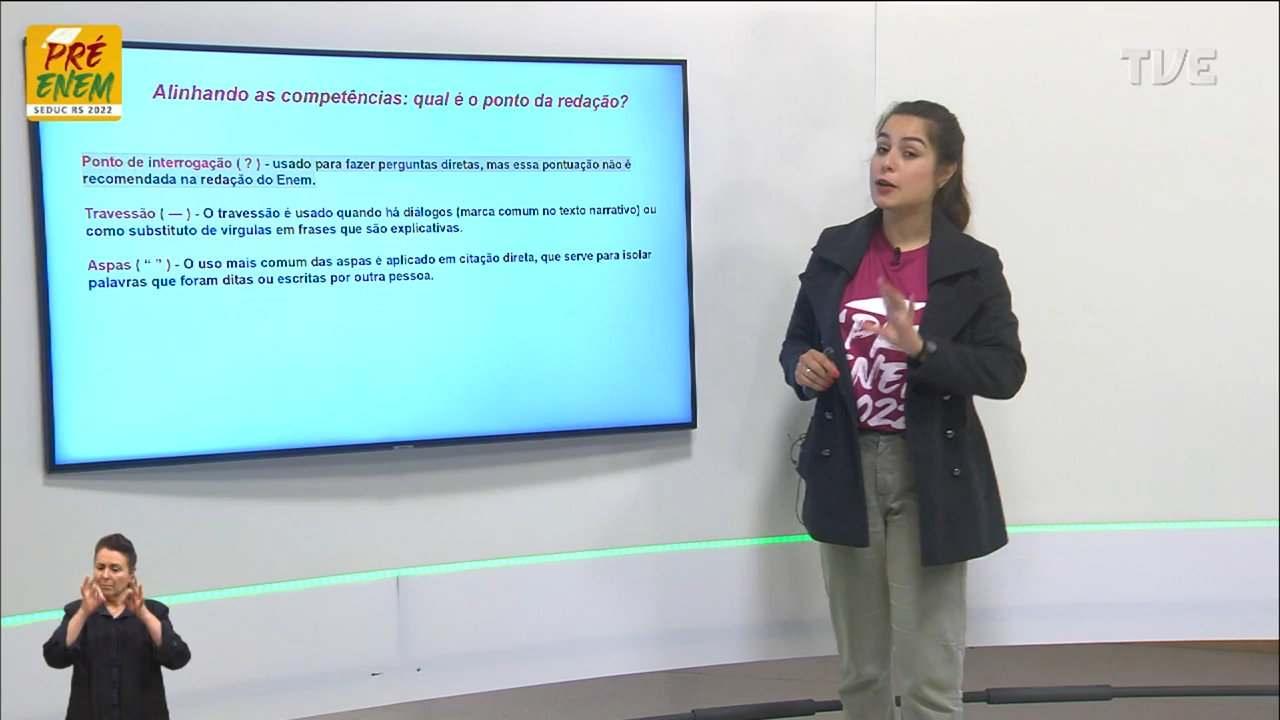 PRÉ
ENEM
SEDUC RS 2022
TVE
Alinhando as competências: qual é o ponto da redação?
Ponto de interrogação ( ? ) - usado para fazer perguntas diretas, mas essa pontuação não é
recomendada na redação do Enem.
Travessão ( — ) - O travessão é usado quando há diálogos (marca comum no texto narrativo) ou
como substituto de vírgulas em frases que são explicativas.
Aspas ( “ ” ) - O uso mais comum das aspas é aplicado em citação direta, que serve para isolar
palavras que foram ditas ou escritas por outra pessoa.